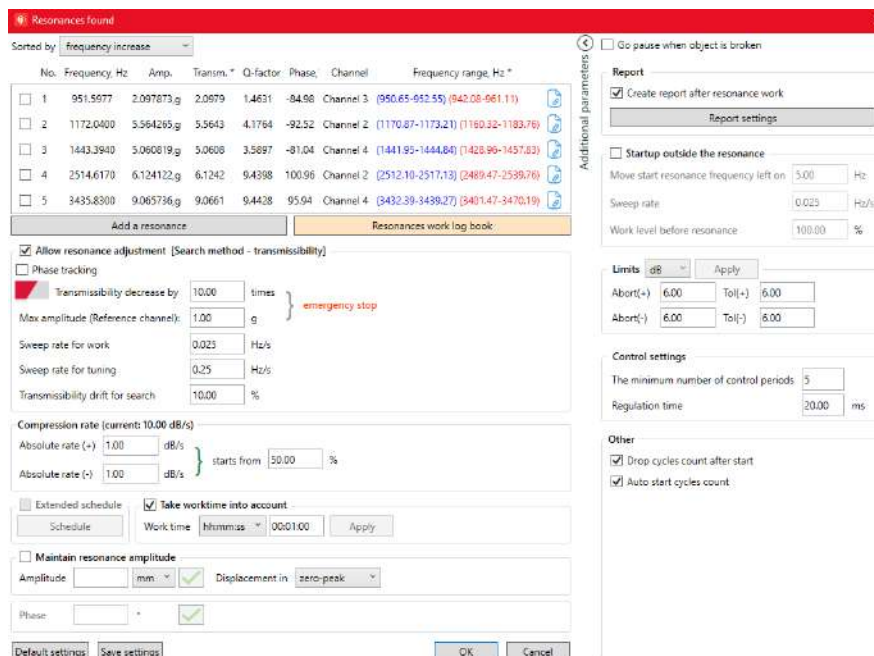 Resonances found
Sorted by frequency increase
No. Frequency, Hz Amp. Transm. * Q-factor Phase, Channel Frequency range, Hz *
1 951.5977 2.097873,g 2.0979 1.4631 -84.98 Channel 3 (950.65-952.55) (942.08-961.11)
2 1172.0400 5.564265,g 5.5643 4.1764 -92.52 Channel 2 (1170.87-1173.21) (1160.32-1183.76)
3 1443.3940 5.060819,g 5.0608 3.5897 -81.04 Channel 4 (1441.95-1444.84) (1428.96-1457.83)
4 2514.6170 6.124122,g 6.1242 9.4398 100.96 Channel 2 (2512.10-2517.13) (2489.47-2539.76)
5 3435.8300 9.065736,g 9.0661 9.4428 95.94 Channel 4 (3432.39-3439.27) (3401.47-3470.19)
Add a resonance
Resonances work log book
Allow resonance adjustment [Search method - transmissibility]
Phase tracking
Transmissibility decrease by 10.00 times
emergency stop
Max amplitude (Reference channel): 1.00 g
Sweep rate for work 0.025 Hz/s
Sweep rate for tuning 0.25 Hz/s
Transmissibility drift for search 10.00 %
Compression rate (current: 10.00 dB/s)
Absolute rate (+) 1.00 dB/s
starts from 50.00 %
Absolute rate (-) 1.00 dB/s
Extended schedule
Schedule
Take worktime into account
Work time hh:mm:ss 00:01:00 Apply
Maintain resonance amplitude
Amplitude mm Displacement in zero-peak
Phase °
Default settings Save settings OK Cancel
Additional parameters
Go pause when object is broken
Report
Create report after resonance work
Report settings
Startup outside the resonance
Move start resonance frequency left on 5.00 Hz
Sweep rate 0.025 Hz/s
Work level before resonance 100.00 %
Limits dB Apply
Abort(+) 6.00 Tol(+) 6.00
Abort(-) 6.00 Tol(-) 6.00
Control settings
The minimum number of control periods 5
Regulation time 20.00 ms
Other
Drop cycles count after start
Auto start cycles count